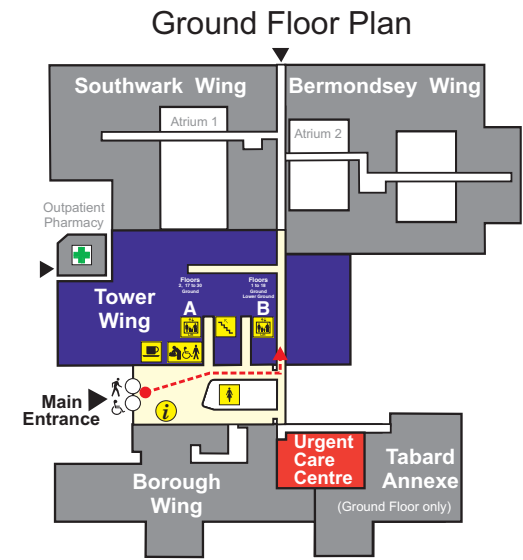 Ground Floor Plan
Southwark Wing
Bermondsey Wing
Atrium 1
Atrium 2
Outpatient
Pharmacy
Floors
2, 17 to 30
Ground
Floors
1 to 19
Ground
Lower Ground
Tower
Wing
A
B
Main
Entrance
i
Urgent
Care
Centre
Borough
Wing
Tabard
Annexe
(Ground Floor only)